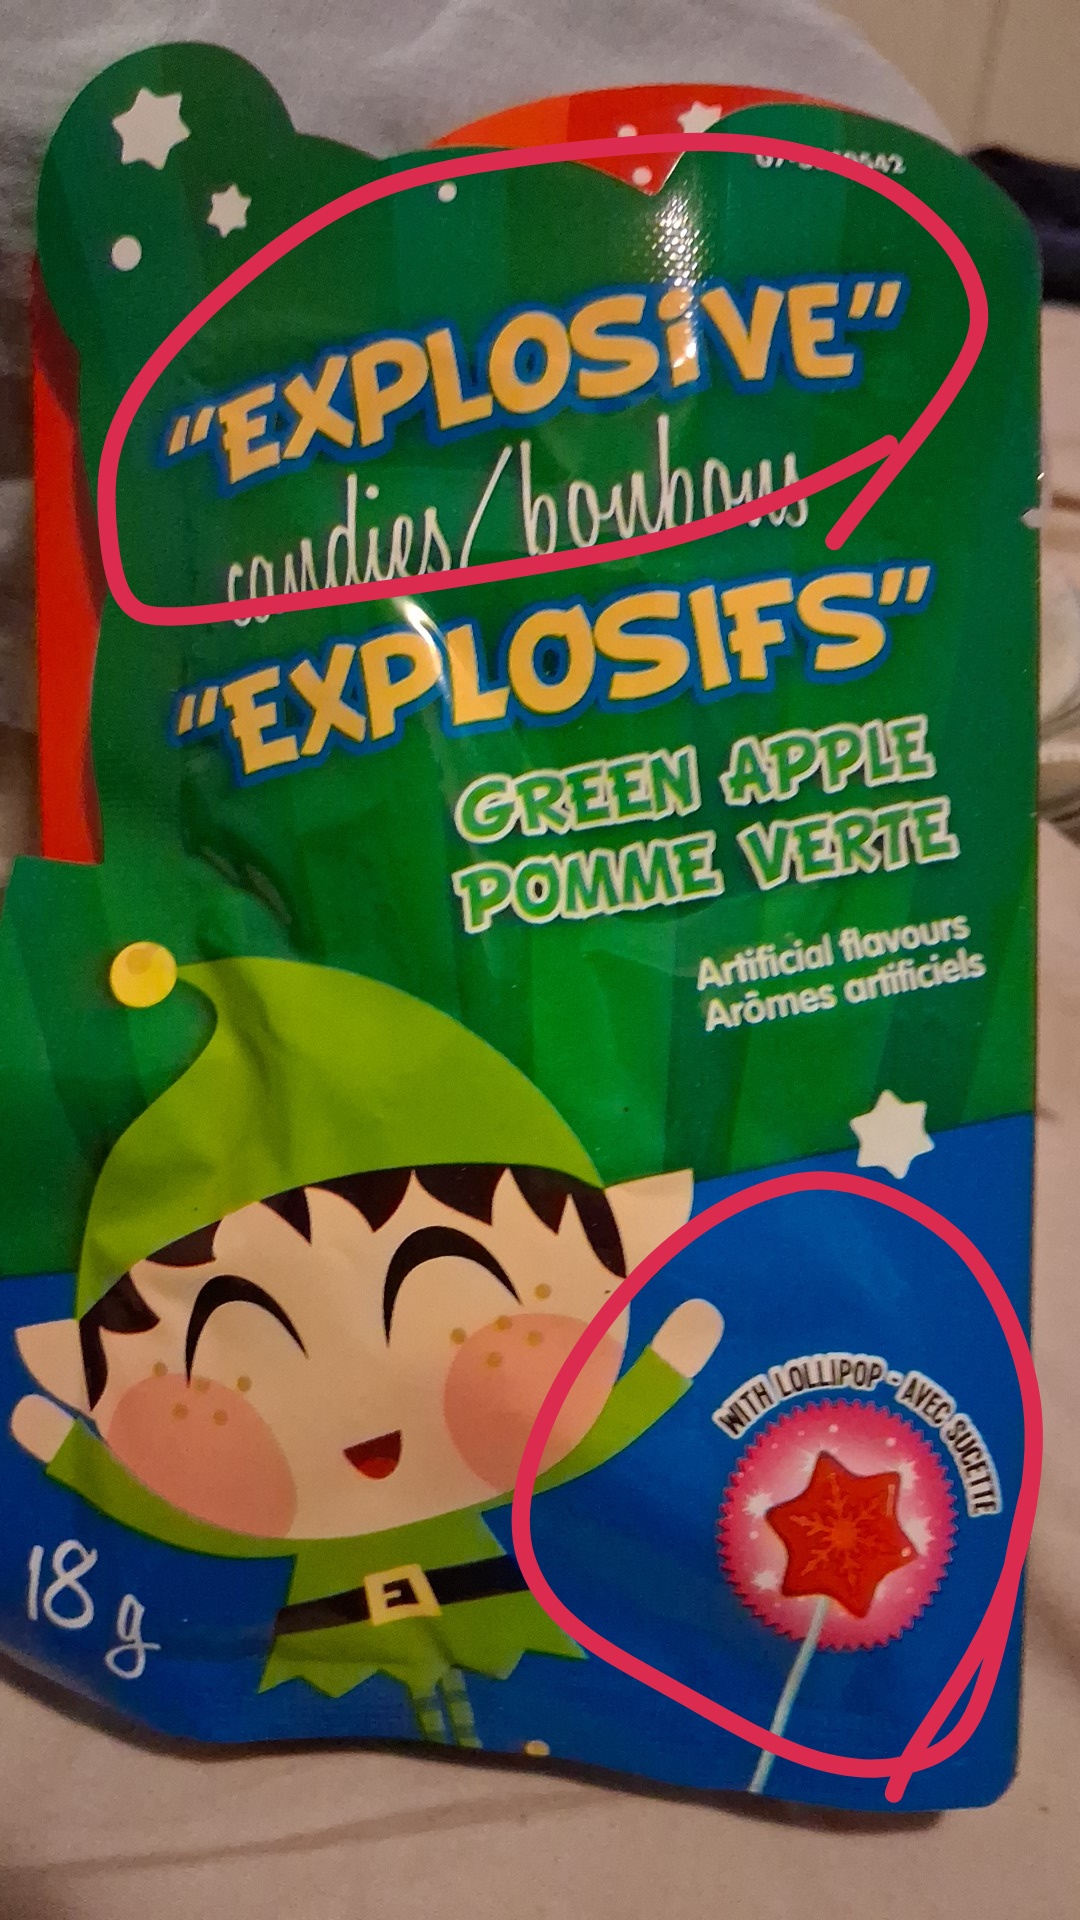 "EXPLOSiVE"
candies/bonbons
"EXPLOSIFS"
GREEN APPLE
POMME VERTE
Artificial flavours
Arômes artificiels
WITH LOLLIPOP - AVEC SUCETTE
E
18 g